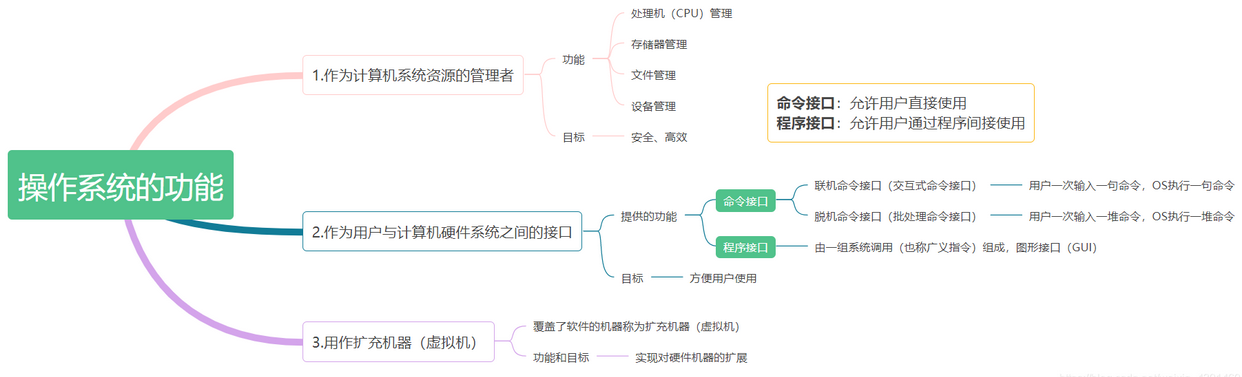 操作系统的功能
1.作为计算机系统资源的管理者
功能
处理机（CPU）管理
存储器管理
文件管理
设备管理
目标
安全、高效
命令接口：允许用户直接使用
程序接口：允许用户通过程序间接使用
2.作为用户与计算机硬件系统之间的接口
提供的功能
命令接口
联机命令接口（交互式命令接口）
用户一次输入一句命令，OS执行一句命令
脱机命令接口（批处理命令接口）
用户一次输入一堆命令，OS执行一堆命令
程序接口
由一组系统调用（也称广义指令）组成，图形接口（GUI）
目标
方便用户使用
3.用作扩充机器（虚拟机）
覆盖了软件的机器称为扩充机器（虚拟机）
功能和目标
实现对硬件机器的扩展